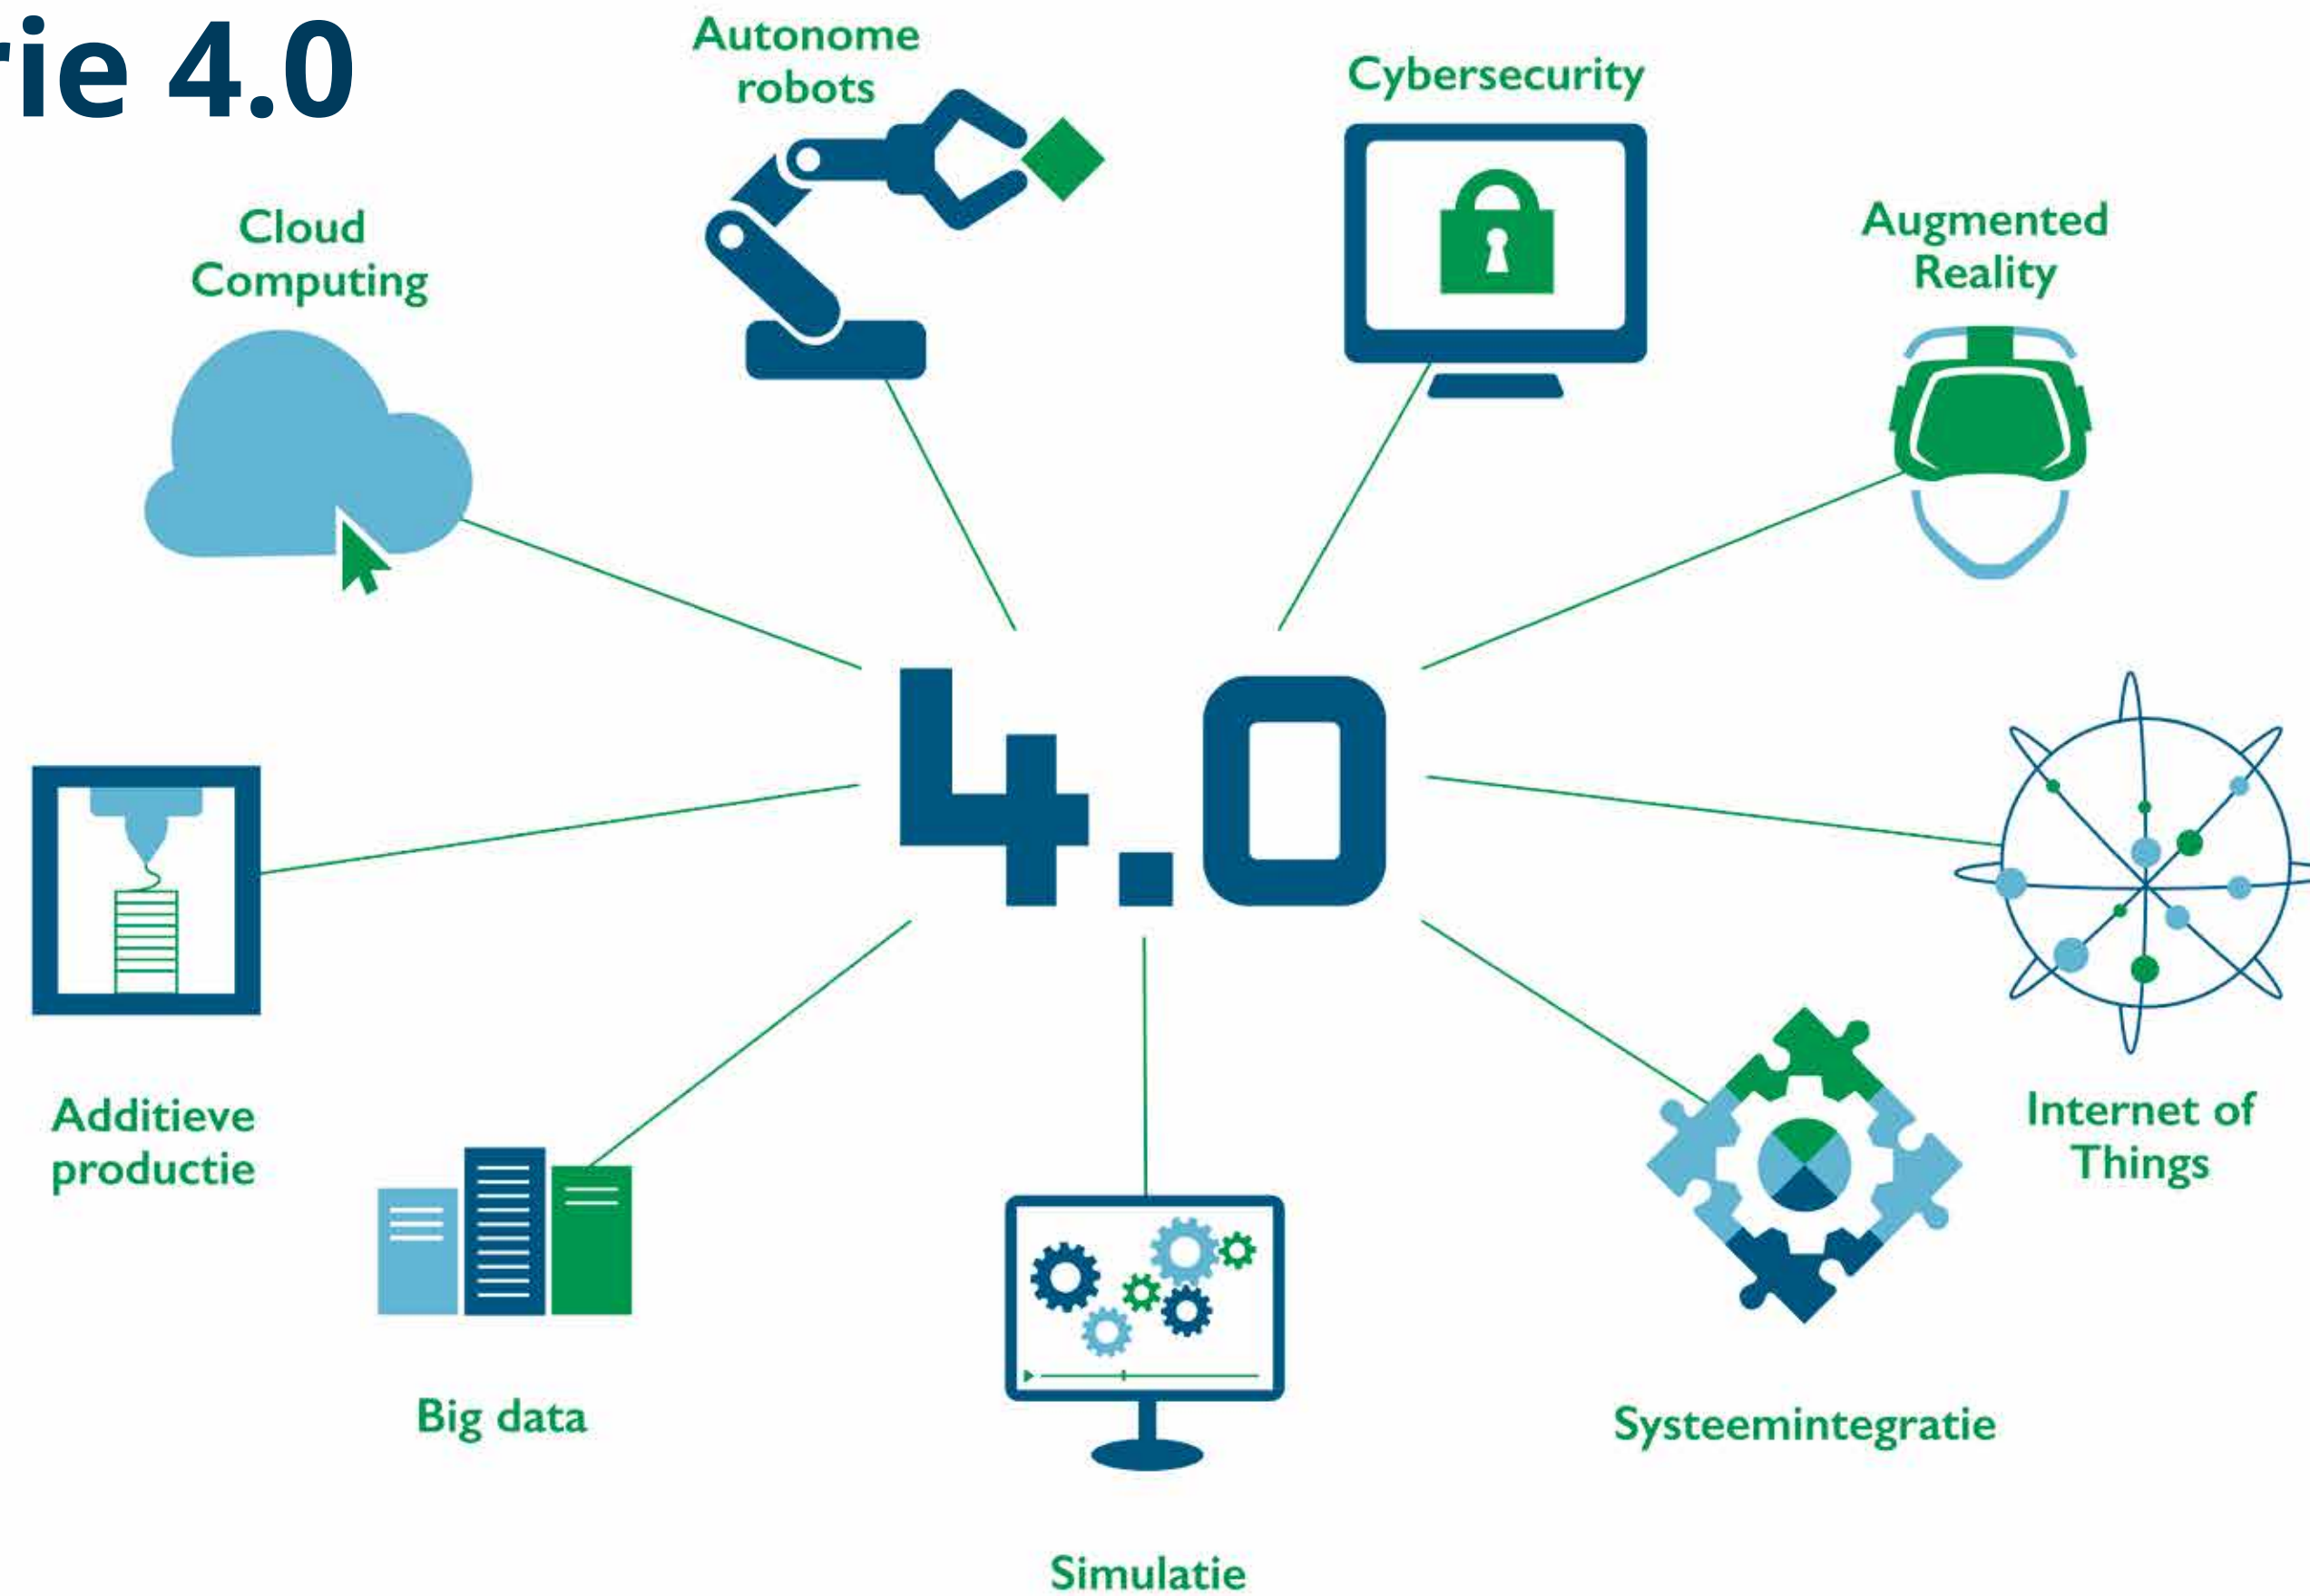 rie 4.0
Autonome
robots
Cybersecurity
Cloud
Computing
Augmented
Reality
4.0
Additieve
productie
Internet of
Things
Big data
Systeemintegratie
Simulatie